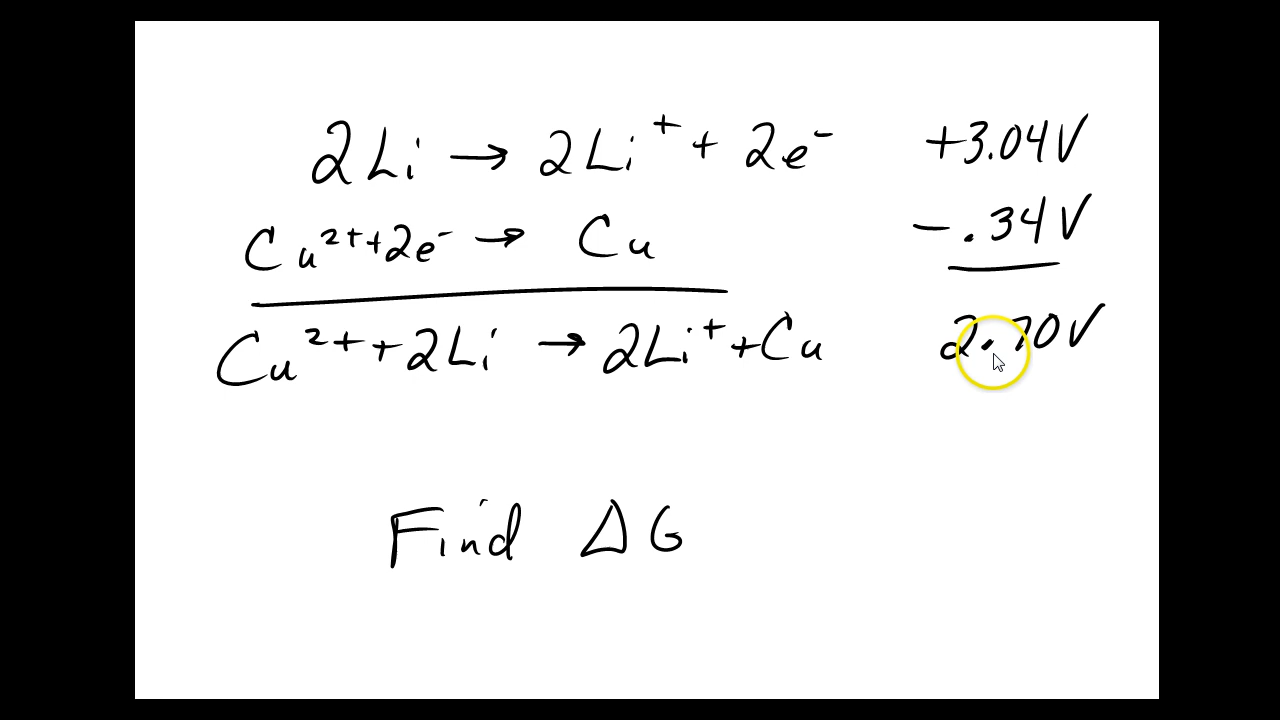 2Li → 2Li⁺ + 2e⁻ +3.04V
Cu²⁺+2e⁻ → Cu -.34V
Cu²⁺+2Li → 2Li⁺+Cu 2.70V
Find ΔG